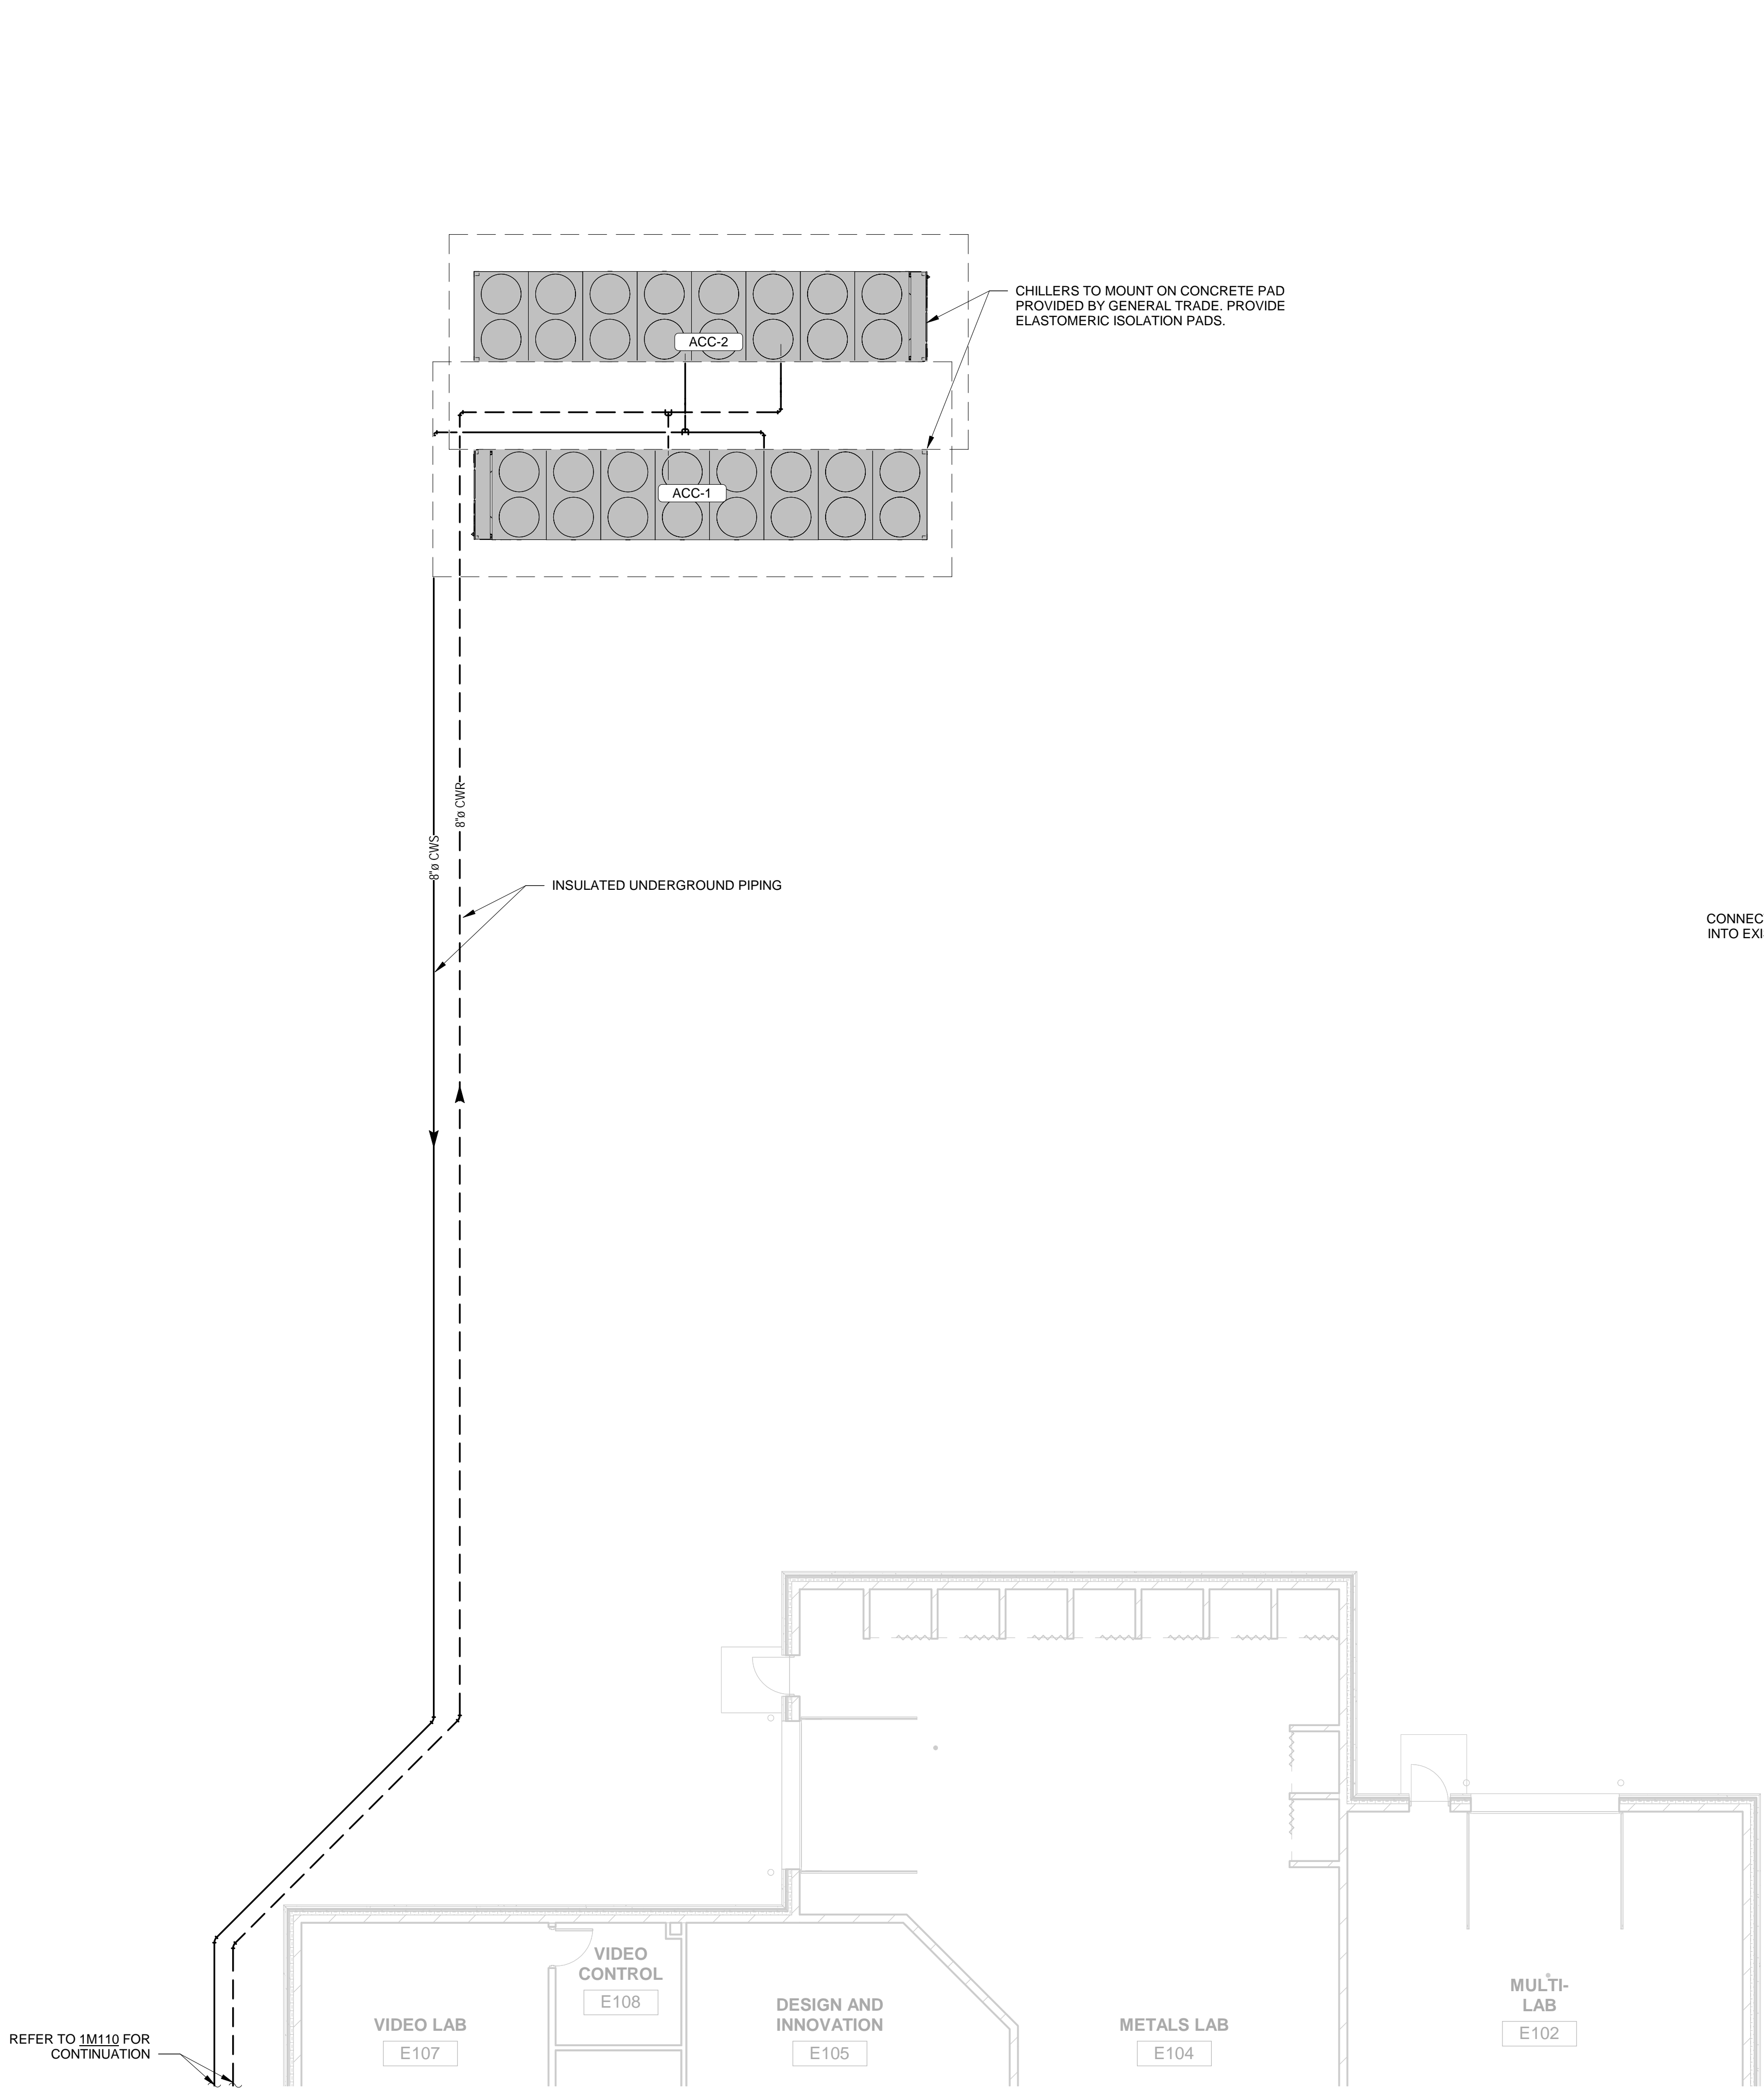 CHILLERS TO MOUNT ON CONCRETE PAD
PROVIDED BY GENERAL TRADE. PROVIDE
ELASTOMERIC ISOLATION PADS.
ACC-2
ACC-1
8"ø CWR
8"ø CWS
INSULATED UNDERGROUND PIPING
CONNEC
INTO EXI
VIDEO
CONTROL
E108
VIDEO LAB
E107
DESIGN AND
INNOVATION
E105
METALS LAB
E104
MULTI-
LAB
E102
REFER TO 1M110 FOR
CONTINUATION